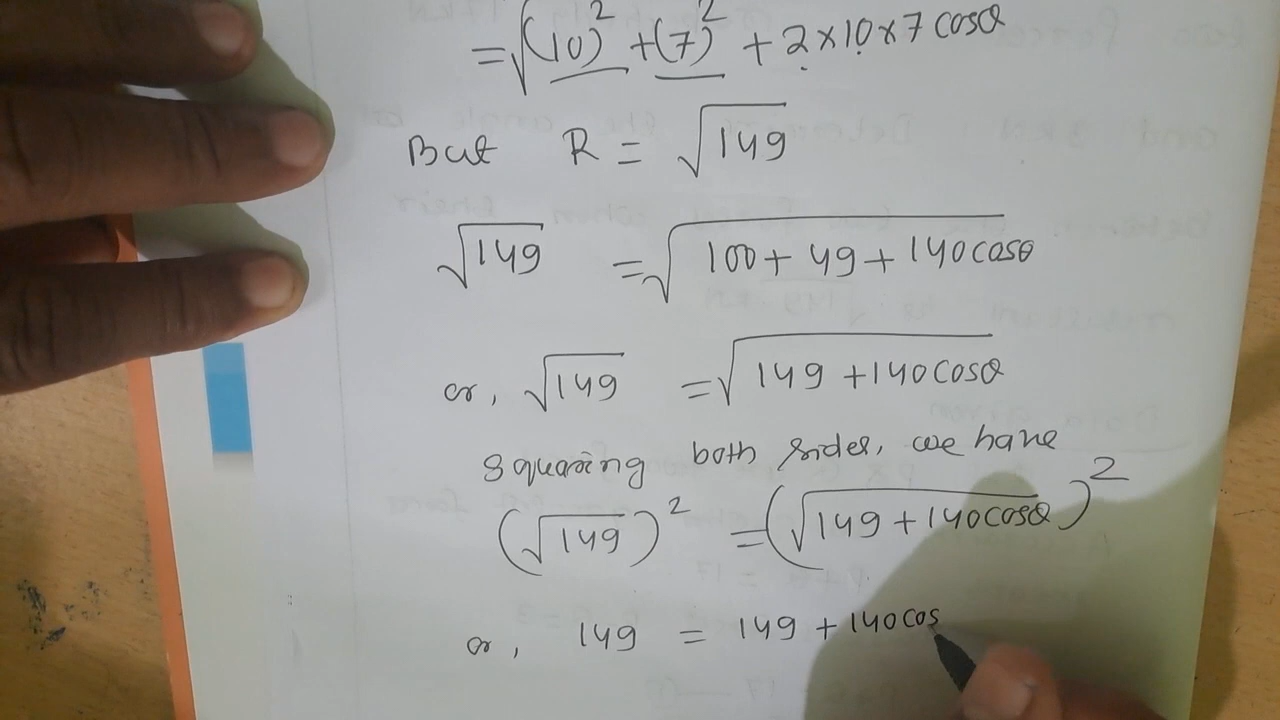 =√(10)² +(7)² + 2×10×7 cosθ
But R = √149
√149 = √100+ 49 + 140cosθ
or, √149 = √149 +140cosθ
Squaring both sides, we have
(√149)² = (√149 +140cosθ)²
or, 149 = 149 + 140cos